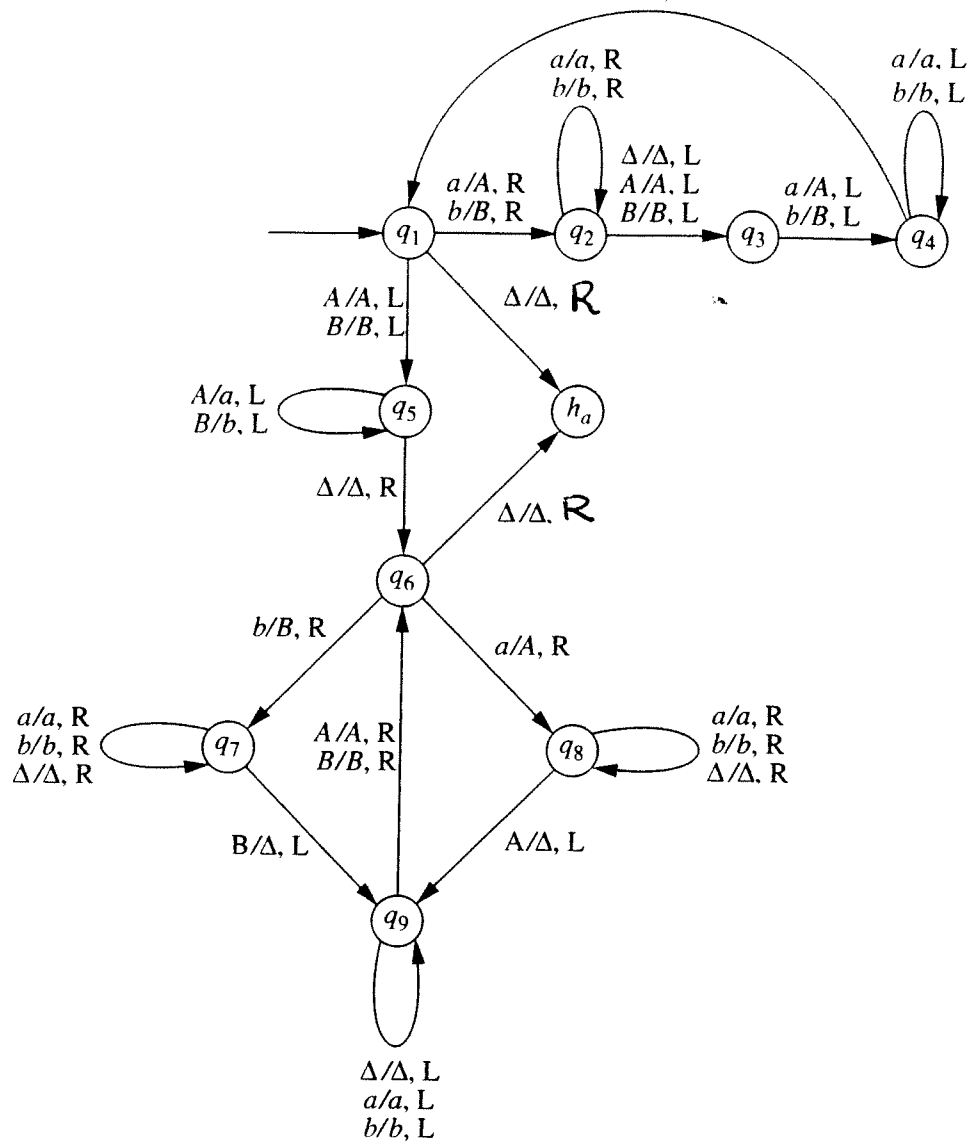 a/a, R
b/b, R
a/a, L
b/b, L
Δ/Δ, L
A/A, L
B/B, L
a/A, R
b/B, R
a/A, L
b/B, L
q1
q2
q3
q4
A/A, L
B/B, L
Δ/Δ, R
A/a, L
B/b, L
q5
ha
Δ/Δ, R
Δ/Δ, R
q6
b/B, R
a/A, R
a/a, R
b/b, R
Δ/Δ, R
q7
A/A, R
B/B, R
q8
a/a, R
b/b, R
Δ/Δ, R
B/Δ, L
A/Δ, L
q9
Δ/Δ, L
a/a, L
b/b, L